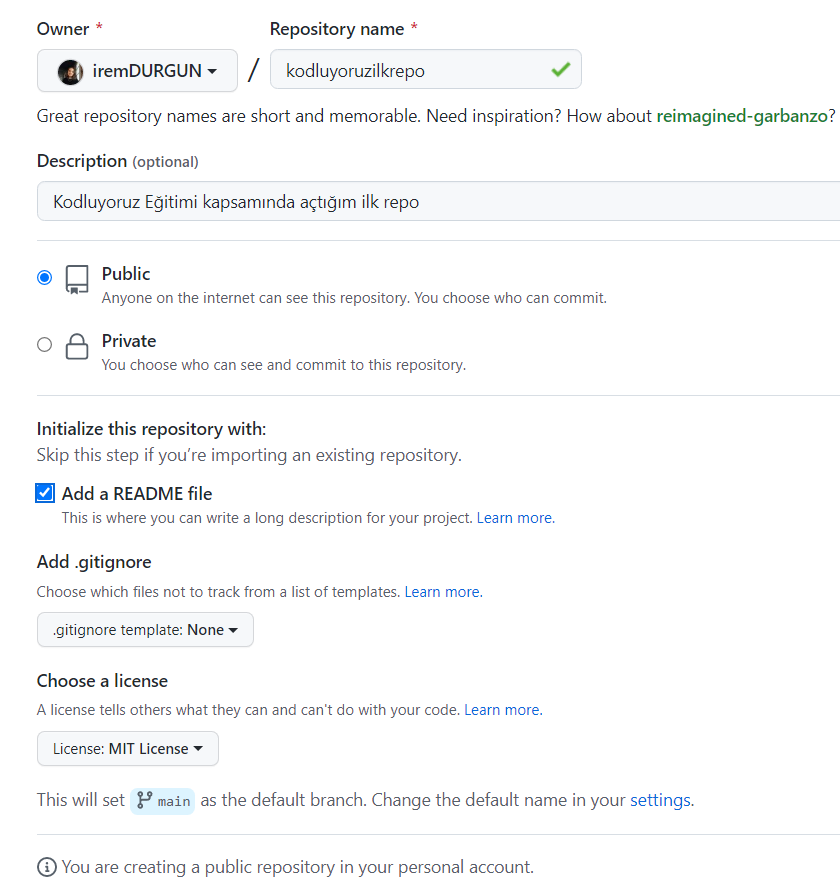 Owner * Repository name *
iremDURGUN / kodluyoruzilkrepo
Great repository names are short and memorable. Need inspiration? How about reimagined-garbanzo?
Description (optional)
Kodluyoruz Eğitimi kapsamında açtığım ilk repo
Public
Anyone on the internet can see this repository. You choose who can commit.
Private
You choose who can see and commit to this repository.
Initialize this repository with:
Skip this step if you’re importing an existing repository.
Add a README file
This is where you can write a long description for your project. Learn more.
Add .gitignore
Choose which files not to track from a list of templates. Learn more.
.gitignore template: None
Choose a license
A license tells others what they can and can't do with your code. Learn more.
License: MIT License
This will set main as the default branch. Change the default name in your settings.
You are creating a public repository in your personal account.